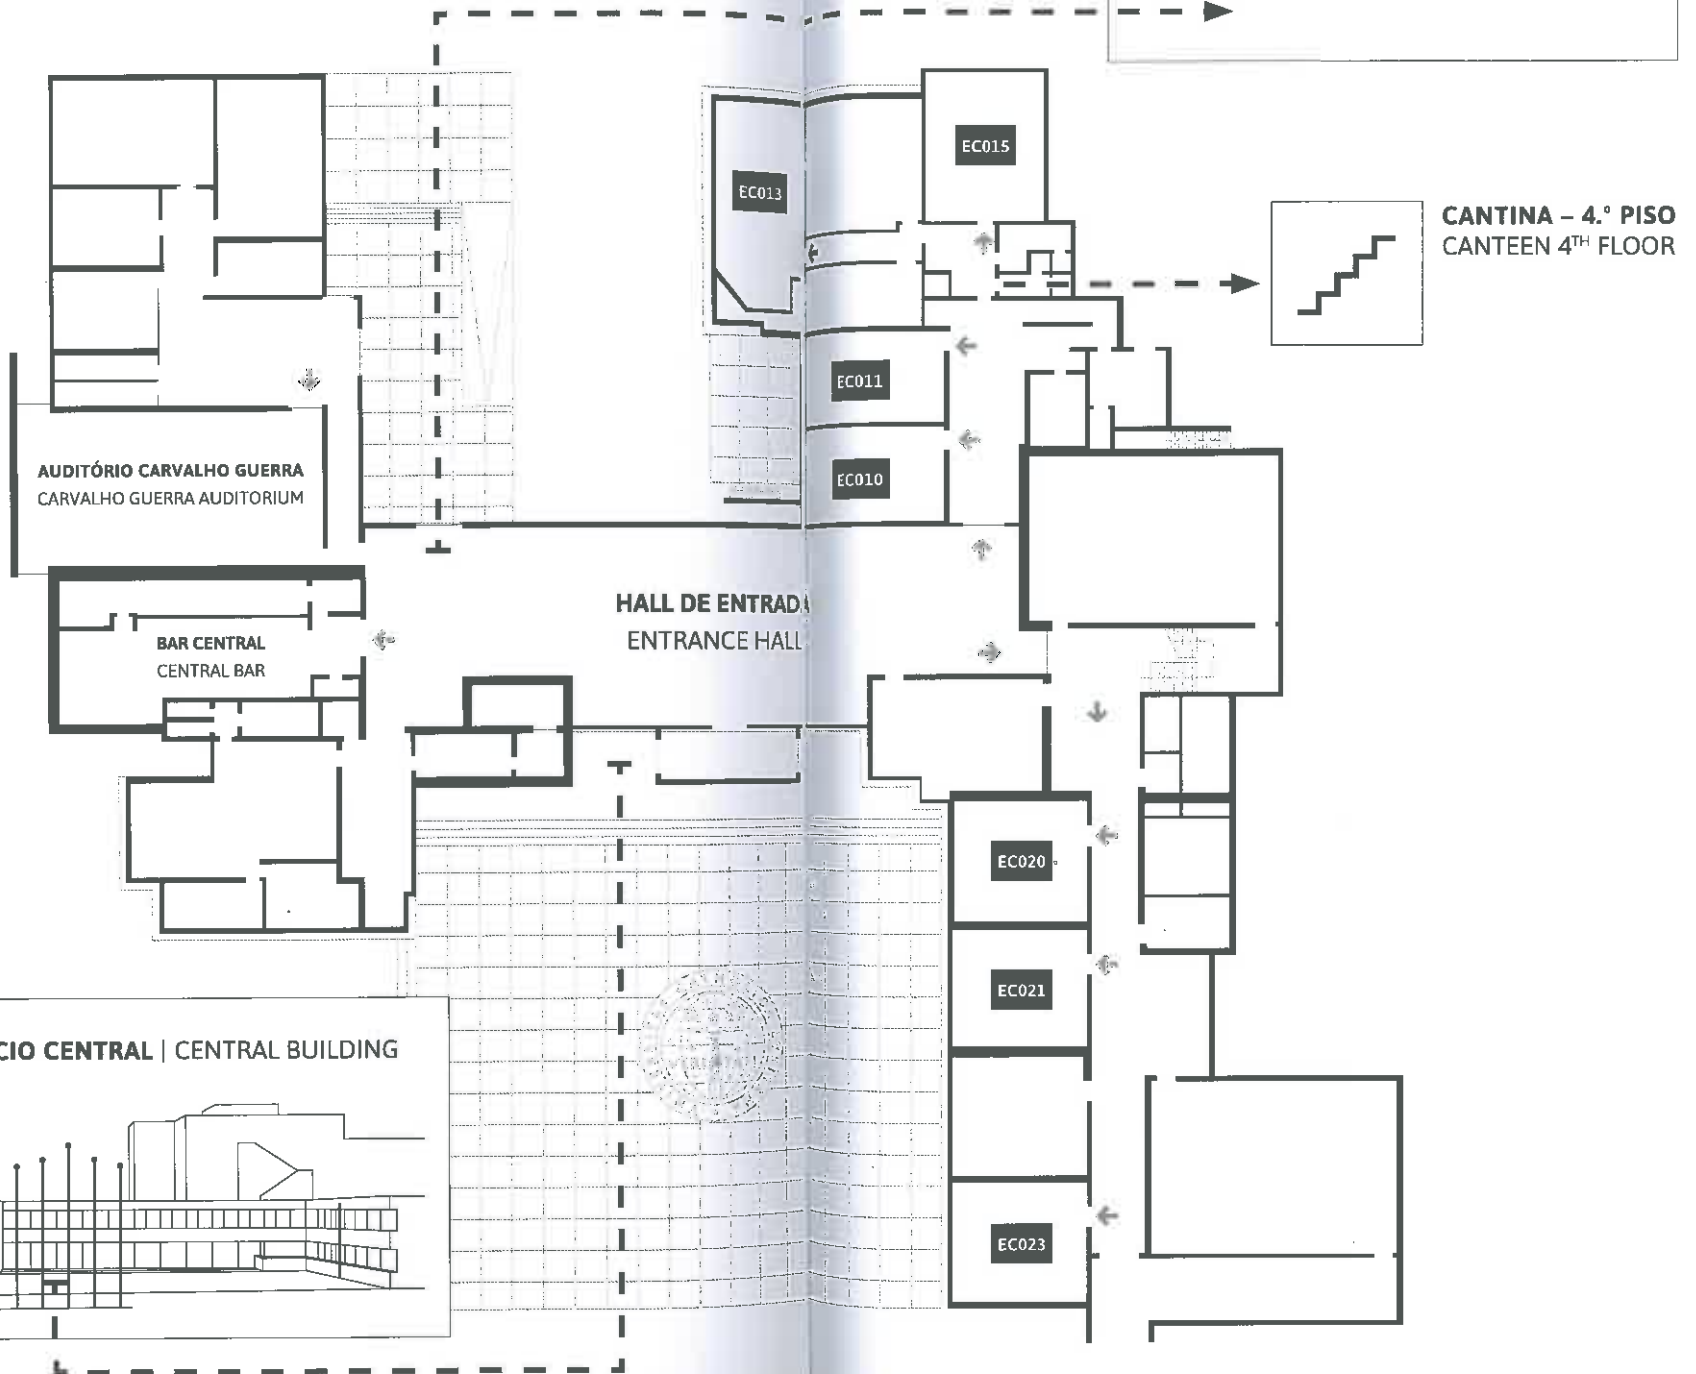 EC015
EC013
CANTINA – 4.º PISO
CANTEEN 4TH FLOOR
EC011
EC010
AUDITÓRIO CARVALHO GUERRA
CARVALHO GUERRA AUDITORIUM
HALL DE ENTRADA
ENTRANCE HALL
BAR CENTRAL
CENTRAL BAR
EC020
EC021
CIO CENTRAL | CENTRAL BUILDING
EC023